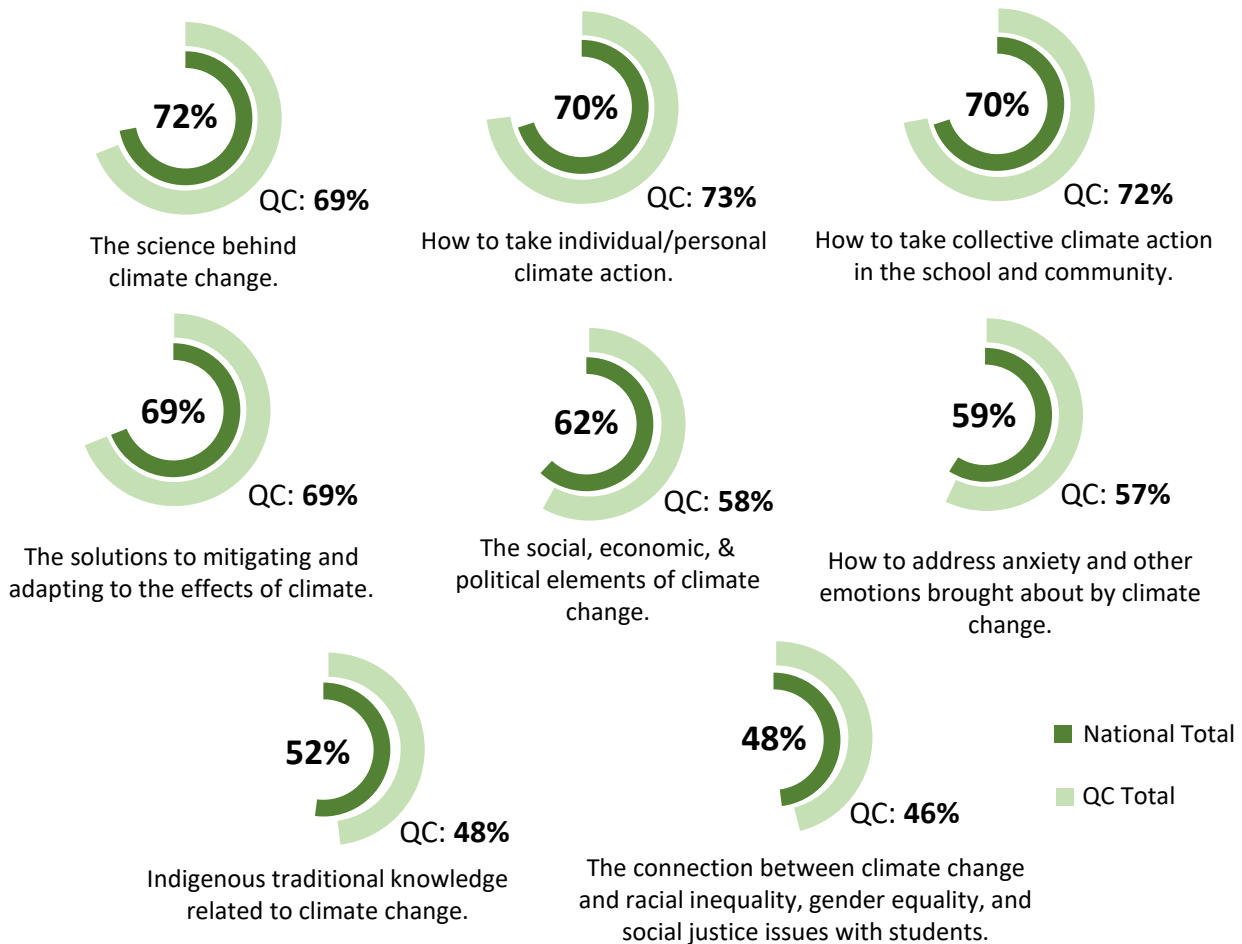 72%
QC: 69%
The science behind
climate change.
70%
QC: 73%
How to take individual/personal
climate action.
70%
QC: 72%
How to take collective climate action
in the school and community.
69%
QC: 69%
The solutions to mitigating and
adapting to the effects of climate.
62%
QC: 58%
The social, economic, &
political elements of climate
change.
59%
QC: 57%
How to address anxiety and other
emotions brought about by climate
change.
52%
QC: 48%
Indigenous traditional knowledge
related to climate change.
48%
QC: 46%
The connection between climate change
and racial inequality, gender equality, and
social justice issues with students.
National Total
QC Total